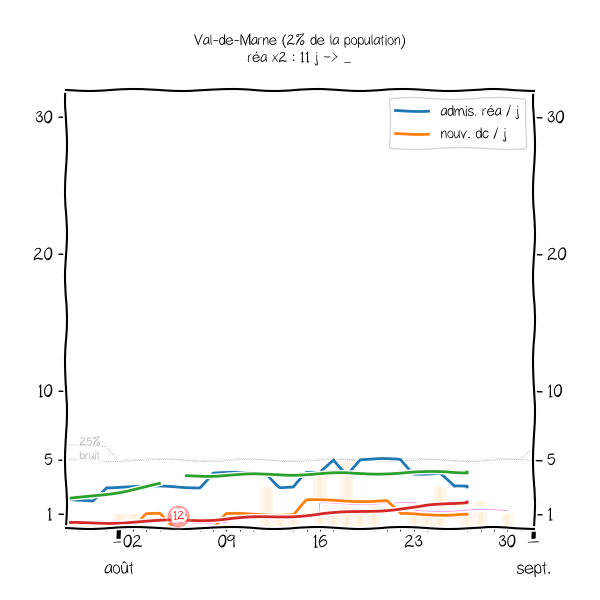 Val-de-Marne (2% de la population)
réa x2 : 11 j -> _
admis. réa / j
nouv. dc / j
30
30
20
20
10
10
25%
bruit
5
5
12
1
1
02
09
16
23
30
août
sept.